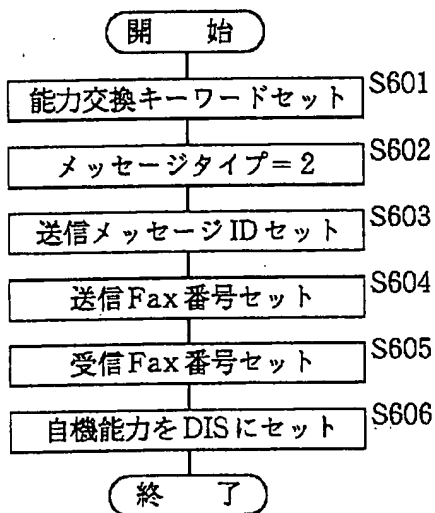 開 始
能力交換キーワードセット S601
メッセージタイプ=2 S602
送信メッセージIDセット S603
送信Fax番号セット S604
受信Fax番号セット S605
自機能力をDISにセット S606
終 了